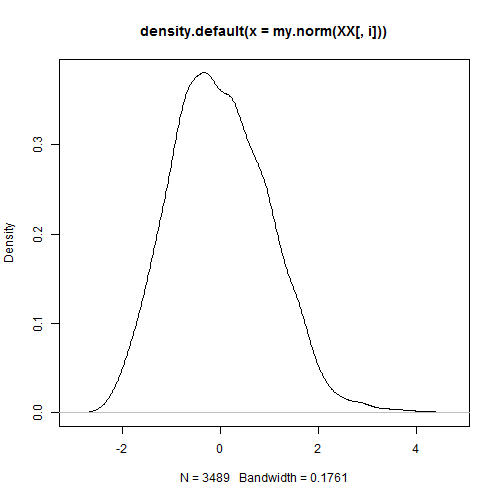 density.default(x = my.norm(XX[, i]))
Density
0.3
0.2
0.1
0.0
-2 0 2 4
N = 3489 Bandwidth = 0.1761